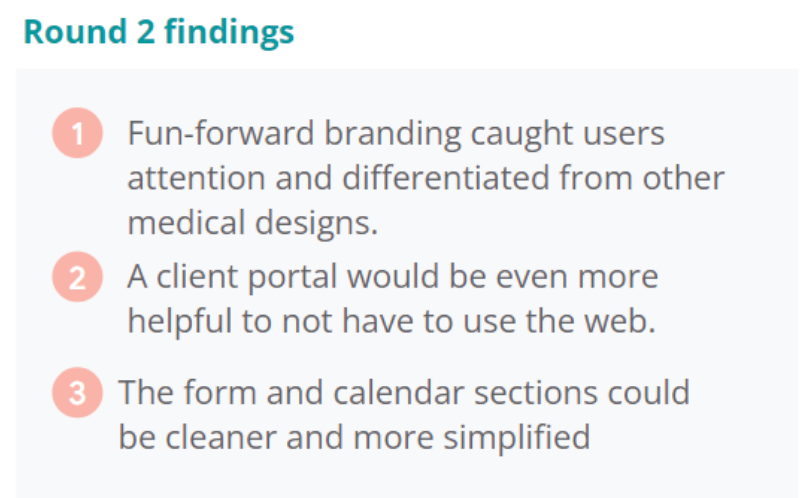 Round 2 findings
1 Fun-forward branding caught users
attention and differentiated from other
medical designs.
2 A client portal would be even more
helpful to not have to use the web.
3 The form and calendar sections could
be cleaner and more simplified